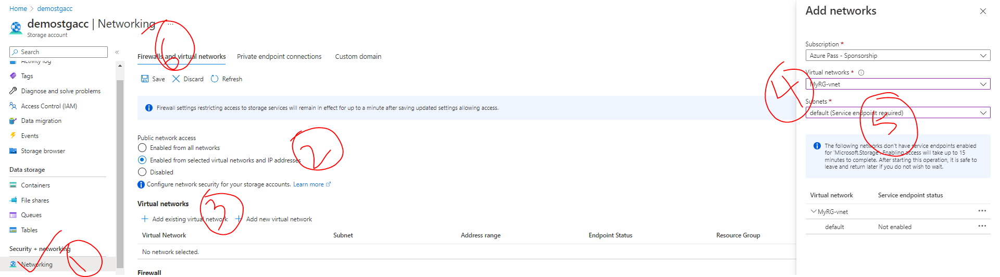 Home > demostgacc
demostgacc | Networking ...
Storage account
Search
«
Activity log
Tags
Diagnose and solve problems
Access Control (IAM)
Data migration
Events
Storage browser
Data storage
Containers
File shares
Queues
Tables
Security + networking
Networking
1
6
Firewalls and virtual networks Private endpoint connections Custom domain
Save Discard Refresh
Firewall settings restricting access to storage services will remain in effect for up to a minute after saving updated settings allowing access.
Public network access
Enabled from all networks
Enabled from selected virtual networks and IP addresses
2
Disabled
Configure network security for your storage accounts. Learn more
Virtual networks
3
+ Add existing virtual network + Add new virtual network
Virtual Network Subnet Address range Endpoint Status Resource Group
No network selected.
Firewall
Add networks
Subscription *
Azure Pass - Sponsorship
Virtual networks *
MyRG-vnet
4
Subnets *
default (Service endpoint required)
5
The following networks don't have service endpoints enabled
for 'Microsoft.Storage'. Enabling access will take up to 15
minutes to complete. After starting this operation, it is safe to
leave and return later if you do not wish to wait.
Virtual network Service endpoint status
MyRG-vnet ...
default Not enabled ...